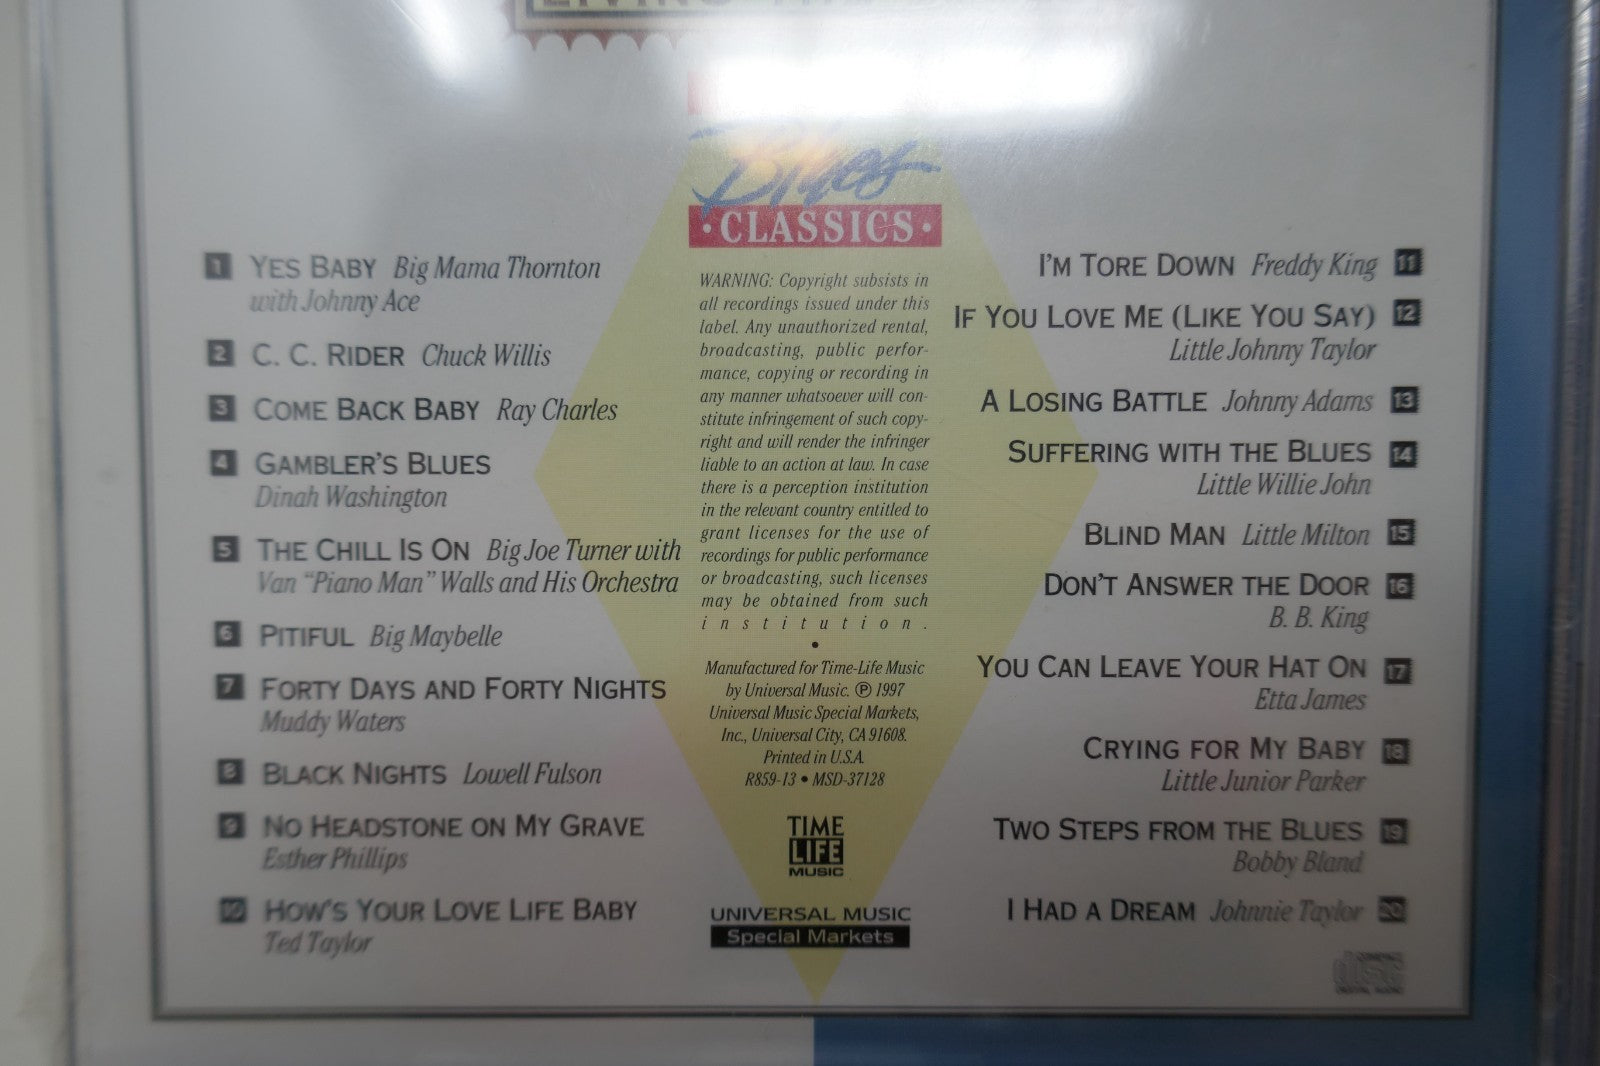 Blues
·CLASSICS·
1 YES BABY Big Mama Thornton
with Johnny Ace
2 C. C. RIDER Chuck Willis
3 COME BACK BABY Ray Charles
4 GAMBLER'S BLUES
Dinah Washington
5 THE CHILL IS ON Big Joe Turner with
Van "Piano Man" Walls and His Orchestra
6 PITIFUL Big Maybelle
7 FORTY DAYS AND FORTY NIGHTS
Muddy Waters
8 BLACK NIGHTS Lowell Fulson
9 NO HEADSTONE ON MY GRAVE
Esther Phillips
10 HOW'S YOUR LOVE LIFE BABY
Ted Taylor
WARNING: Copyright subsists in
all recordings issued under this
label. Any unauthorized rental,
broadcasting, public perfor-
mance, copying or recording in
any manner whatsoever will con-
stitute infringement of such copy-
right and will render the infringer
liable to an action at law. In case
there is a perception institution
in the relevant country entitled to
grant licenses for the use of
recordings for public performance
or broadcasting, such licenses
may be obtained from such
institution.
•
Manufactured for Time-Life Music
by Universal Music. ℗ 1997
Universal Music Special Markets,
Inc., Universal City, CA 91608.
Printed in U.S.A.
R859-13 • MSD-37128
TIME
LIFE
MUSIC
UNIVERSAL MUSIC
Special Markets
I'M TORE DOWN Freddy King 11
IF YOU LOVE ME (LIKE YOU SAY) 12
Little Johnny Taylor
A LOSING BATTLE Johnny Adams 13
SUFFERING WITH THE BLUES 14
Little Willie John
BLIND MAN Little Milton 15
DON'T ANSWER THE DOOR 16
B. B. King
YOU CAN LEAVE YOUR HAT ON 17
Etta James
CRYING FOR MY BABY 18
Little Junior Parker
TWO STEPS FROM THE BLUES 19
Bobby Bland
I HAD A DREAM Johnnie Taylor 20
COMPACT
disc
DIGITAL AUDIO